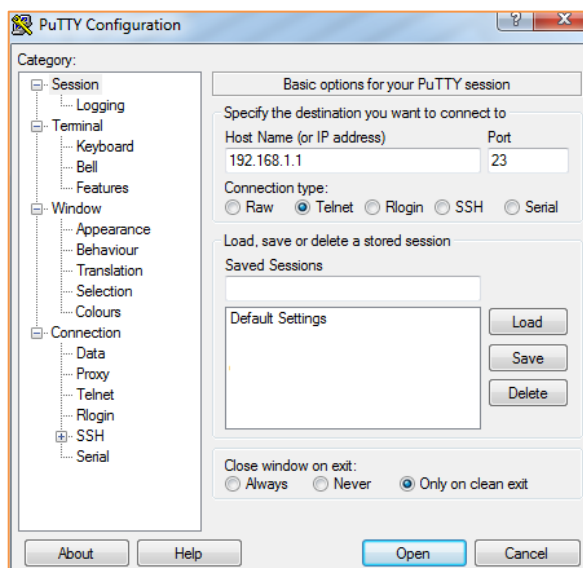 PuTTY Configuration
? X
Category:
Session
Logging
Terminal
Keyboard
Bell
Features
Window
Appearance
Behaviour
Translation
Selection
Colours
Connection
Data
Proxy
Telnet
Rlogin
SSH
Serial
Basic options for your PuTTY session
Specify the destination you want to connect to
Host Name (or IP address) Port
192.168.1.1 23
Connection type:
Raw Telnet Rlogin SSH Serial
Load, save or delete a stored session
Saved Sessions
Default Settings
Load
Save
Delete
Close window on exit:
Always Never Only on clean exit
About Help Open Cancel